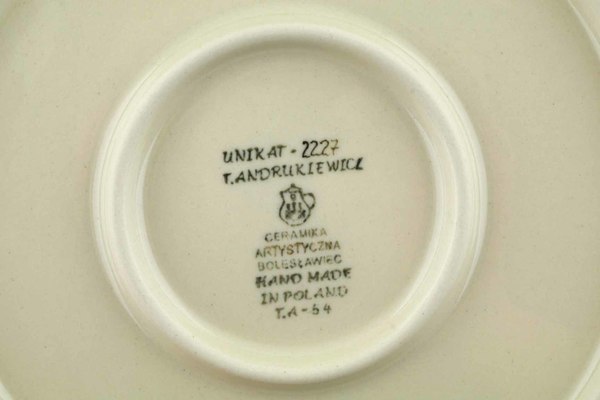 UNIKAT - 2227
T. ANDRUKIEWICZ
CERAMIKA
ARTYSTYCZNA
BOLESŁAWIEC
HAND MADE
IN POLAND
T.A - 54